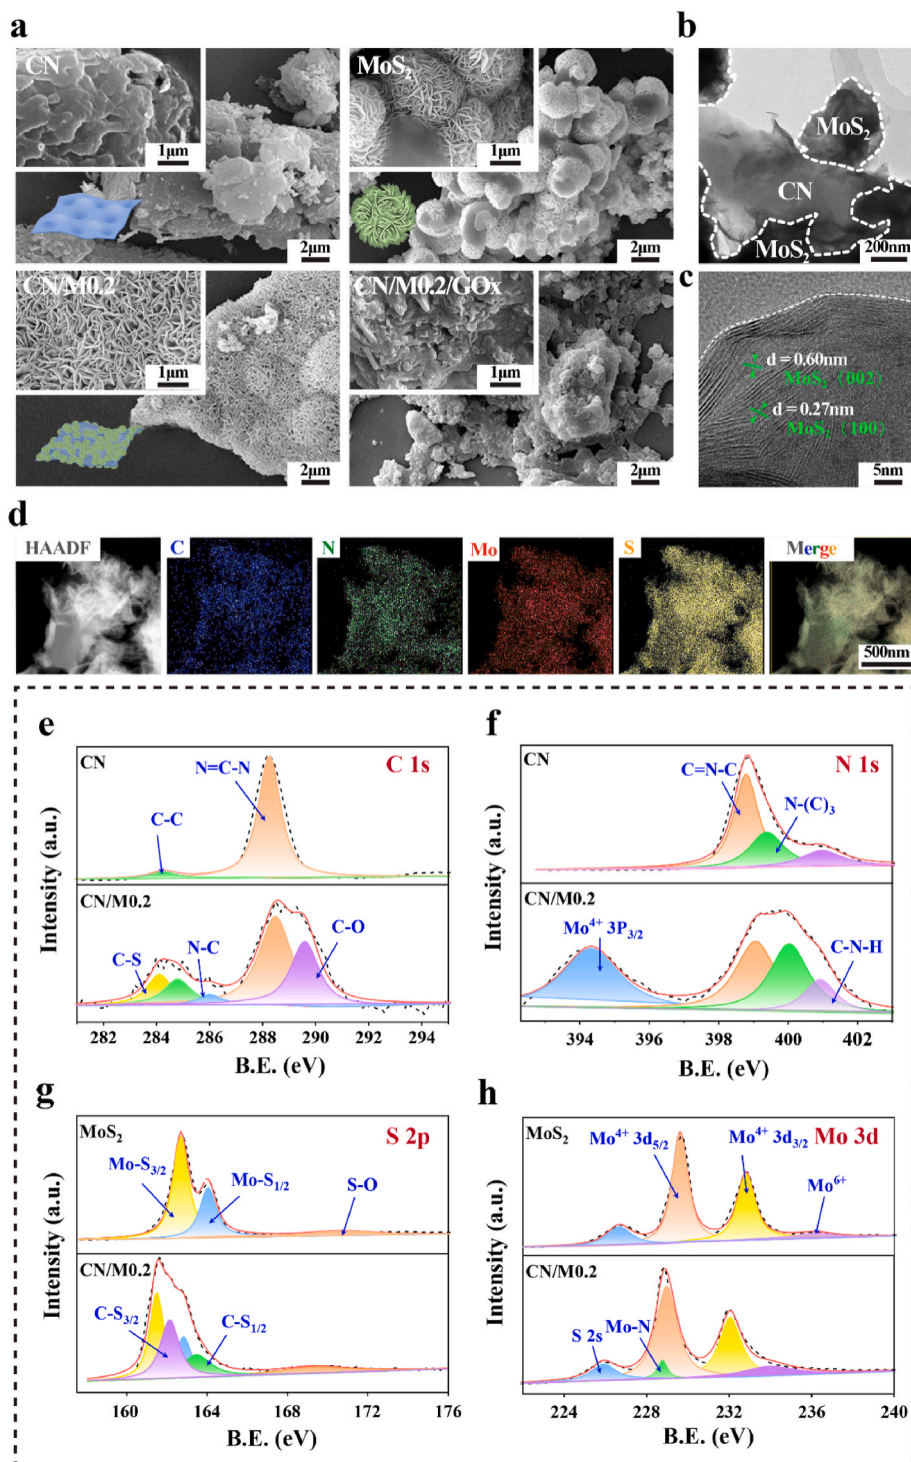 a
CN
1μm
2μm
MoS2
1μm
2μm
CN/M0.2
1μm
2μm
CN/M0.2/GOx
1μm
2μm
b
MoS2
CN
MoS2
200nm
c
d = 0.60nm
MoS2 (002)
d = 0.27nm
MoS2 (100)
5nm
d
HAADF
C
N
Mo
S
Merge
500nm
e
CN
C 1s
N=C-N
C-C
CN/M0.2
C-S
N-C
C-O
Intensity (a.u.)
282 284 286 288 290 292 294
B.E. (eV)
f
CN
N 1s
C=N-C
N-(C)3
CN/M0.2
Mo4+ 3P3/2
C-N-H
Intensity (a.u.)
394 396 398 400 402
B.E. (eV)
g
MoS2
S 2p
Mo-S3/2
Mo-S1/2
S-O
CN/M0.2
C-S3/2
C-S1/2
Intensity (a.u.)
160 164 168 172 176
B.E. (eV)
h
MoS2
Mo4+ 3d5/2
Mo4+ 3d3/2
Mo 3d
Mo6+
CN/M0.2
S 2s
Mo-N
Intensity (a.u.)
224 228 232 236 240
B.E. (eV)